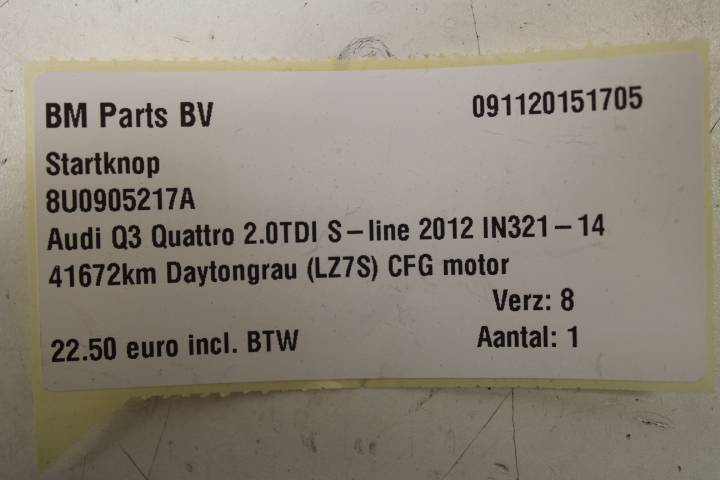 BM Parts BV 091120151705
Startknop
8U0905217A
Audi Q3 Quattro 2.0TDI S-line 2012 IN321-14
41672km Daytongrau (LZ7S) CFG motor
Verz: 8
22.50 euro incl. BTW Aantal: 1